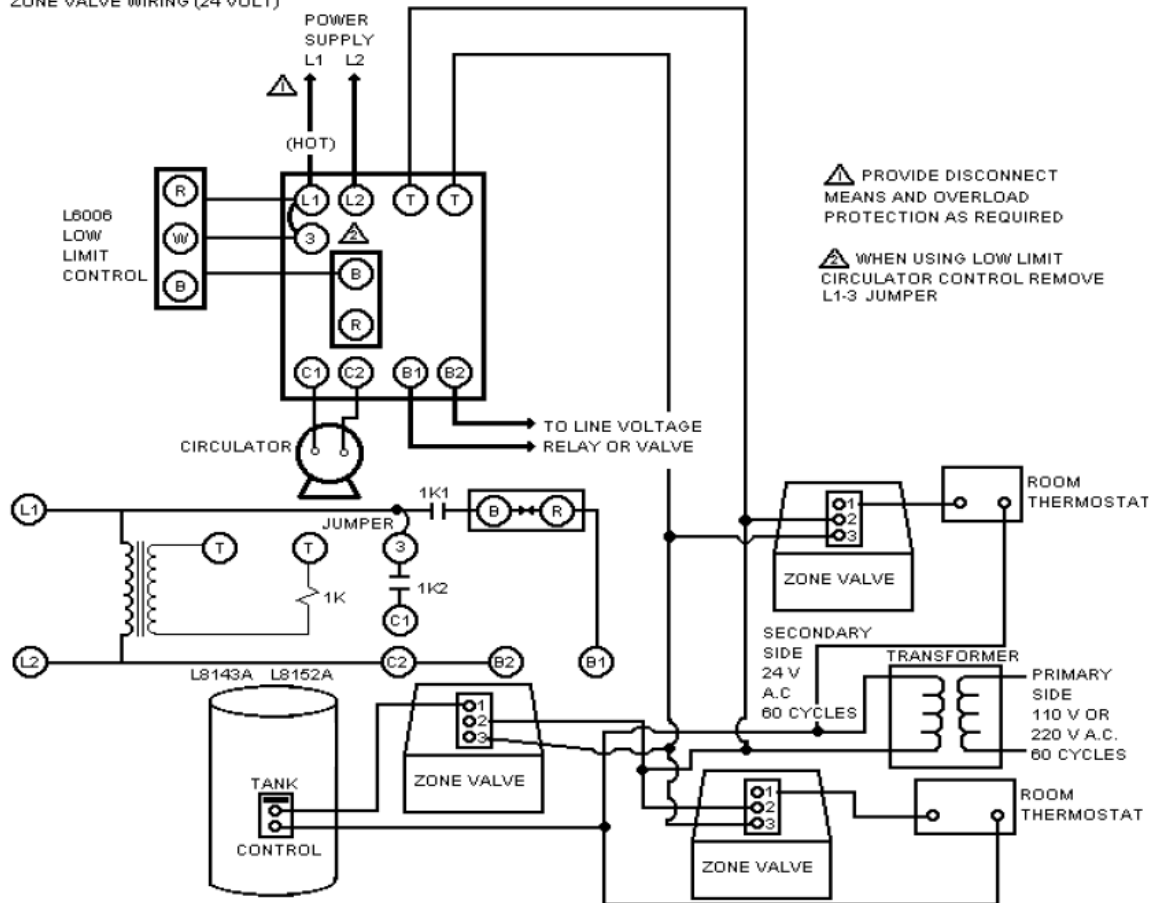 ZONE VALVE WIRING (24 VOLT)
POWER
SUPPLY
L1 L2
1
(HOT)
L6006
LOW
LIMIT
CONTROL
R
W
B
L1 L2 T T
3
2
B
R
C1 C2 B1 B2
1 PROVIDE DISCONNECT
MEANS AND OVERLOAD
PROTECTION AS REQUIRED
2 WHEN USING LOW LIMIT
CIRCULATOR CONTROL REMOVE
L1-3 JUMPER
TO LINE VOLTAGE
RELAY OR VALVE
CIRCULATOR
L1
JUMPER
1K1
B R
T T
3
1K
1K2
C1
L2
C2
B2
B1
L8143A L8152A
1
2
3
ZONE VALVE
ROOM
THERMOSTAT
SECONDARY
SIDE
24 V
A.C
60 CYCLES
TRANSFORMER
PRIMARY
SIDE
110 V OR
220 V A.C.
60 CYCLES
1
2
3
ZONE VALVE
TANK
CONTROL
1
2
3
ZONE VALVE
ROOM
THERMOSTAT